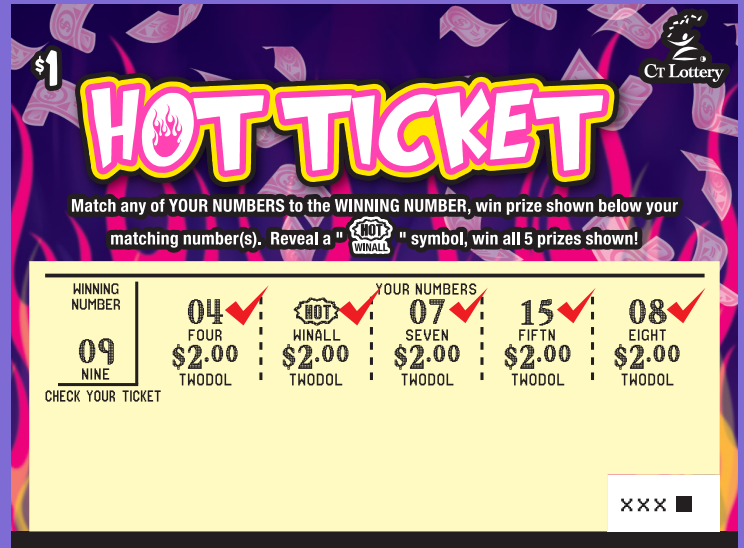 $1
CT Lottery
HOT TICKET
Match any of YOUR NUMBERS to the WINNING NUMBER, win prize shown below your
matching number(s). Reveal a "HOT WINALL" symbol, win all 5 prizes shown!
WINNING
NUMBER
09
NINE
YOUR NUMBERS
04
FOUR
$2.00
TWODOL
HOT
WINALL
$2.00
TWODOL
07
SEVEN
$2.00
TWODOL
15
FIFTN
$2.00
TWODOL
08
EIGHT
$2.00
TWODOL
CHECK YOUR TICKET
XXX